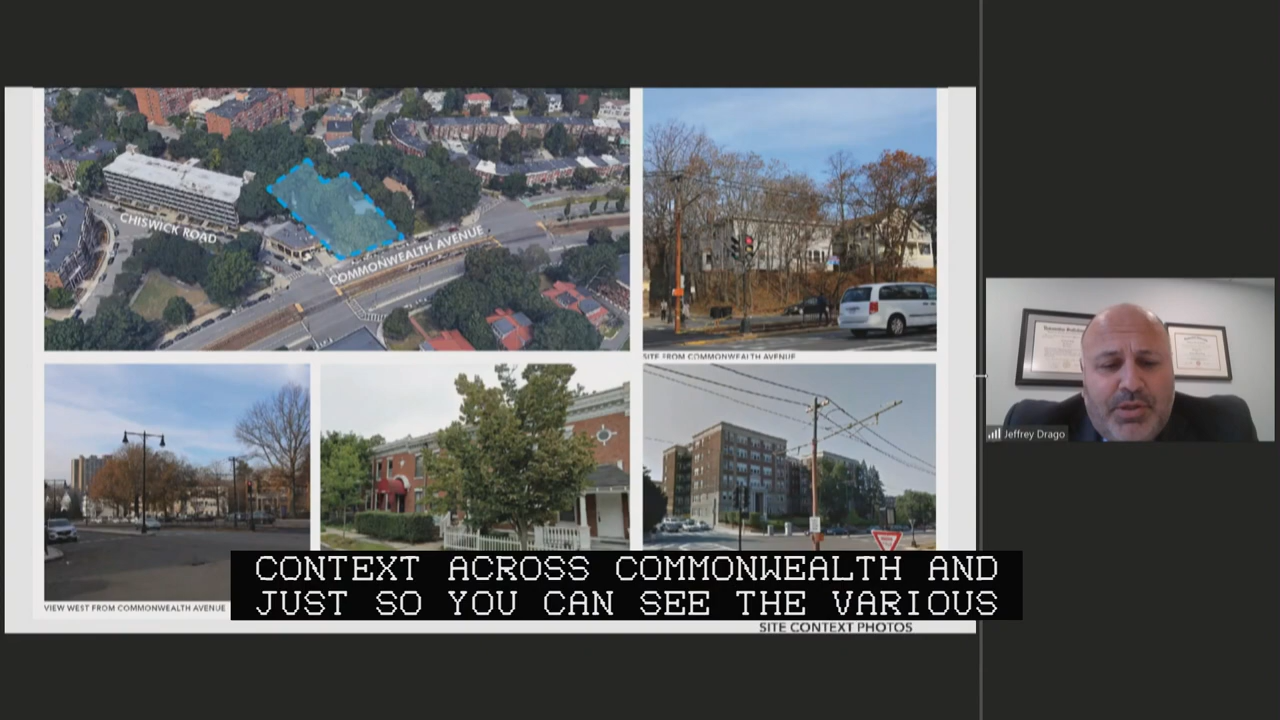 CHISWICK ROAD
COMMONWEALTH AVENUE
SITE FROM COMMONWEALTH AVENUE
Jeffrey Drago
CONTEXT ACROSS COMMONWEALTH AND
JUST SO YOU CAN SEE THE VARIOUS
VIEW WEST FROM COMMONWEALTH AVENUE
SITE CONTEXT PHOTOS